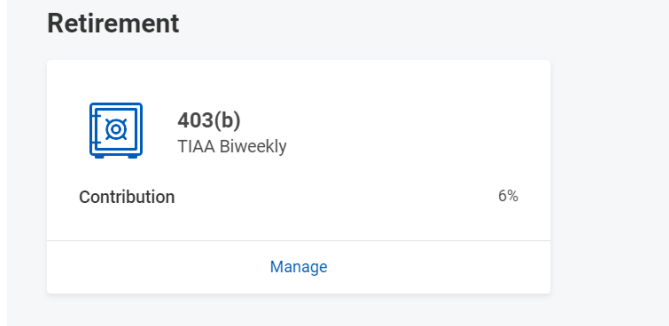 Retirement
403(b)
TIAA Biweekly
Contribution 6%
Manage